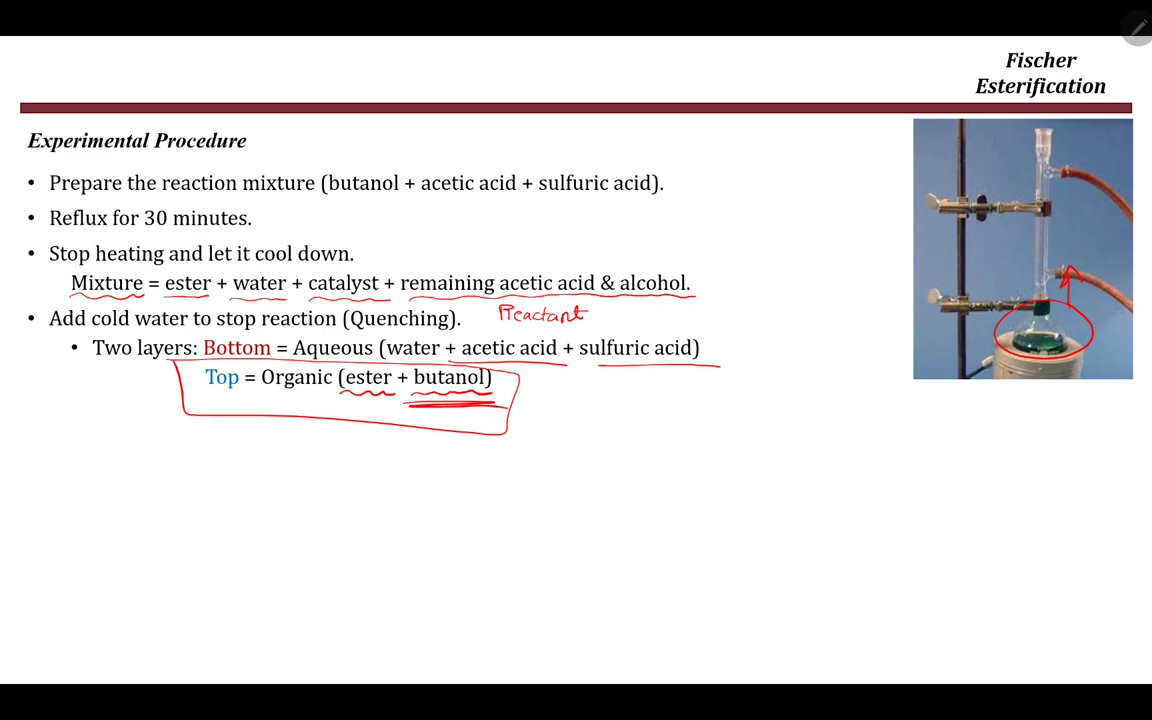 Fischer
Esterification
Experimental Procedure
• Prepare the reaction mixture (butanol + acetic acid + sulfuric acid).
• Reflux for 30 minutes.
• Stop heating and let it cool down.
Mixture = ester + water + catalyst + remaining acetic acid & alcohol.
• Add cold water to stop reaction (Quenching).
Reactant
• Two layers: Bottom = Aqueous (water + acetic acid + sulfuric acid)
Top = Organic (ester + butanol)